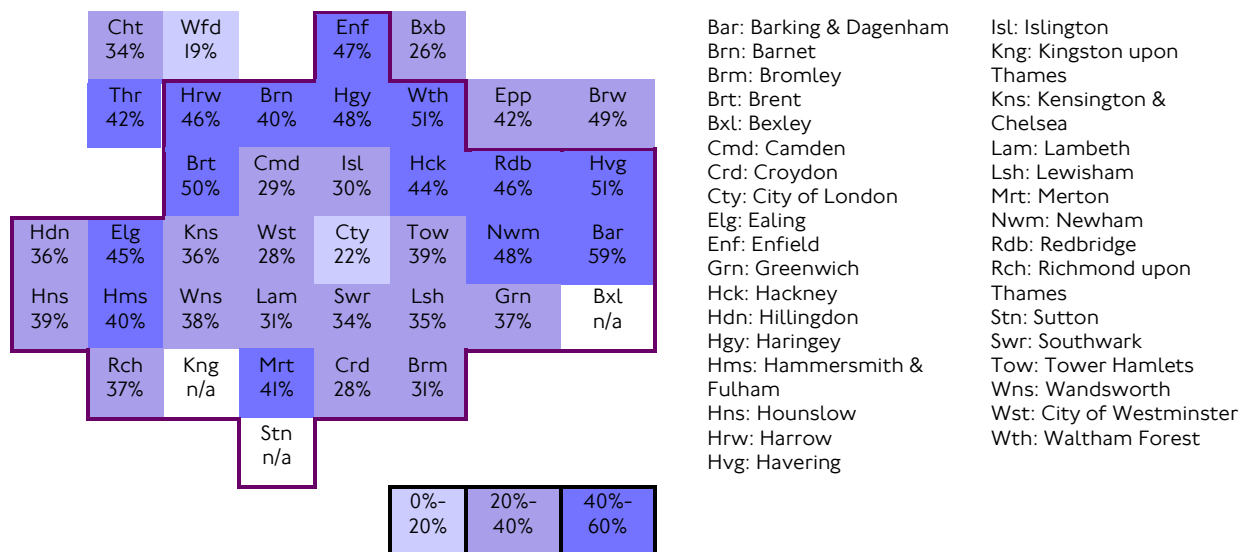 Cht Wfd Enf Bxb
34% 19% 47% 26%
Thr Hrw Brn Hgy Wth Epp Brw
42% 46% 40% 48% 51% 42% 49%
Brt Cmd Isl Hck Rdb Hvg
50% 29% 30% 44% 46% 51%
Hdn Elg Kns Wst Cty Tow Nwm Bar
36% 45% 36% 28% 22% 39% 48% 59%
Hns Hms Wns Lam Swr Lsh Grn Bxl
39% 40% 38% 31% 34% 35% 37% n/a
Rch Kng Mrt Crd Brm
37% n/a 41% 28% 31%
Stn
n/a
0%- 20%- 40%-
20% 40% 60%
Bar: Barking & Dagenham
Brn: Barnet
Brm: Bromley
Brt: Brent
Bxl: Bexley
Cmd: Camden
Crd: Croydon
Cty: City of London
Elg: Ealing
Enf: Enfield
Grn: Greenwich
Hck: Hackney
Hdn: Hillingdon
Hgy: Haringey
Hms: Hammersmith &
Fulham
Hns: Hounslow
Hrw: Harrow
Hvg: Havering
Isl: Islington
Kng: Kingston upon
Thames
Kns: Kensington &
Chelsea
Lam: Lambeth
Lsh: Lewisham
Mrt: Merton
Nwm: Newham
Rdb: Redbridge
Rch: Richmond upon
Thames
Stn: Sutton
Swr: Southwark
Tow: Tower Hamlets
Wns: Wandsworth
Wst: City of Westminster
Wth: Waltham Forest